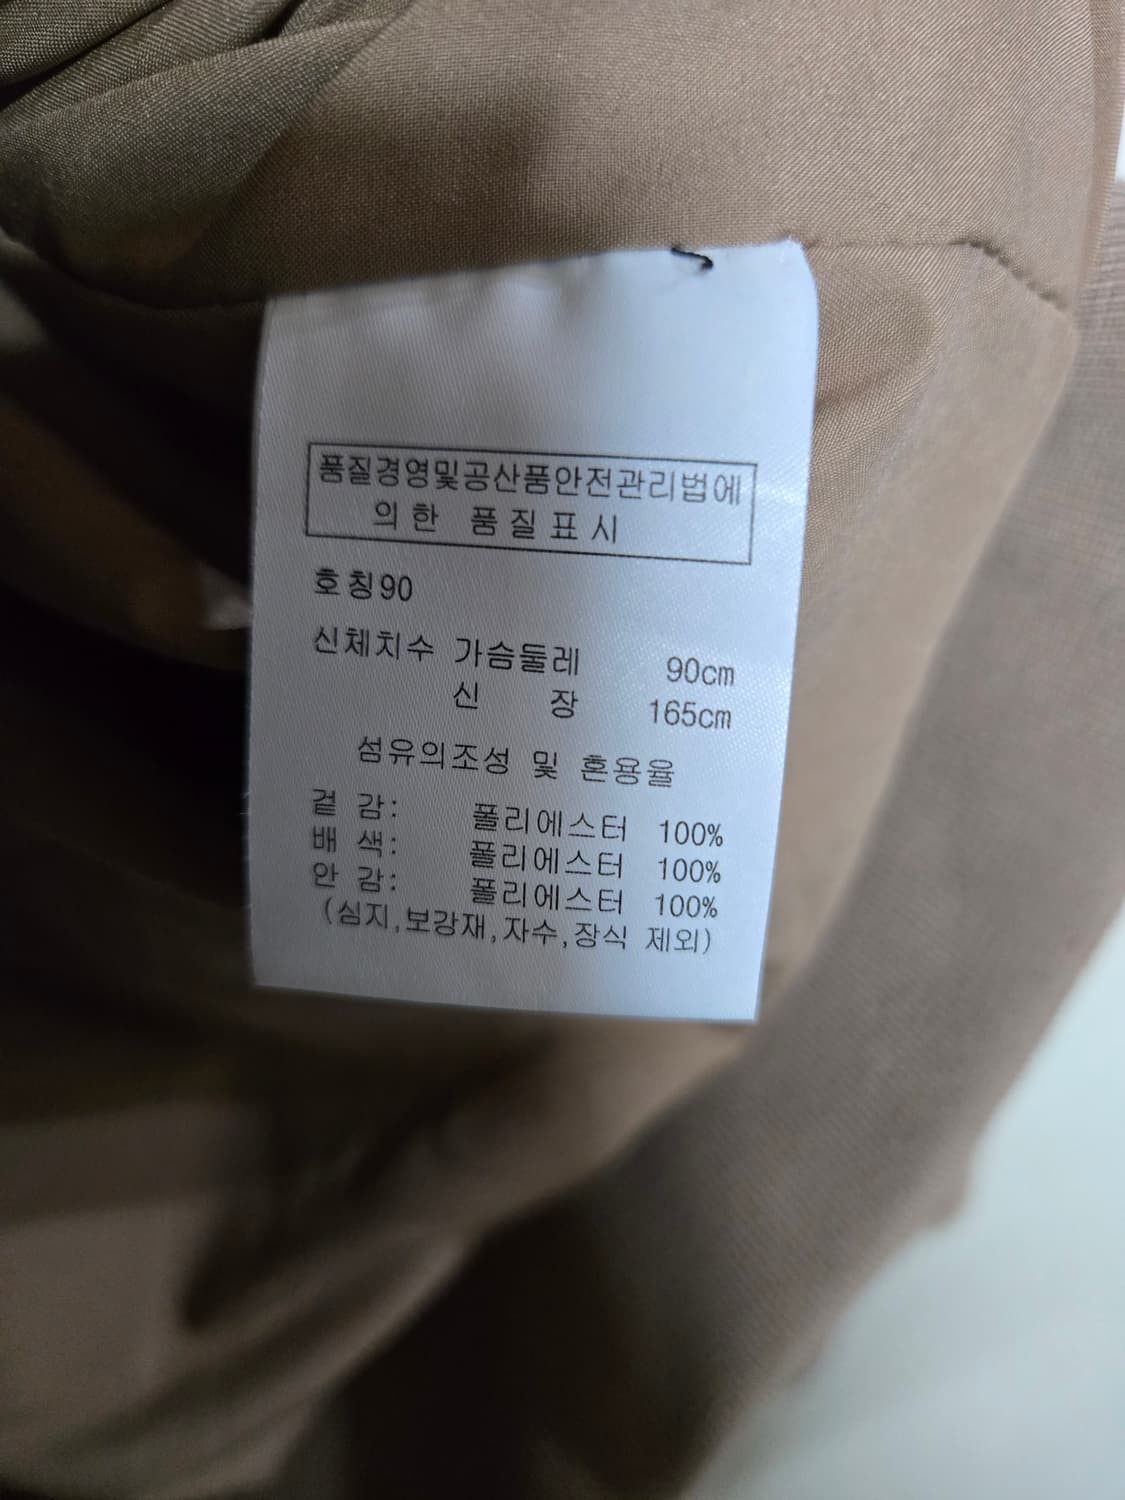 품질경영및공산품안전관리법에
의한 품질표시
호칭90
신체치수 가슴둘레 90cm
신 장 165cm
섬유의조성 및 혼용율
겉 감: 폴리에스터 100%
배 색: 폴리에스터 100%
안 감: 폴리에스터 100%
(심지,보강재,자수,장식 제외)